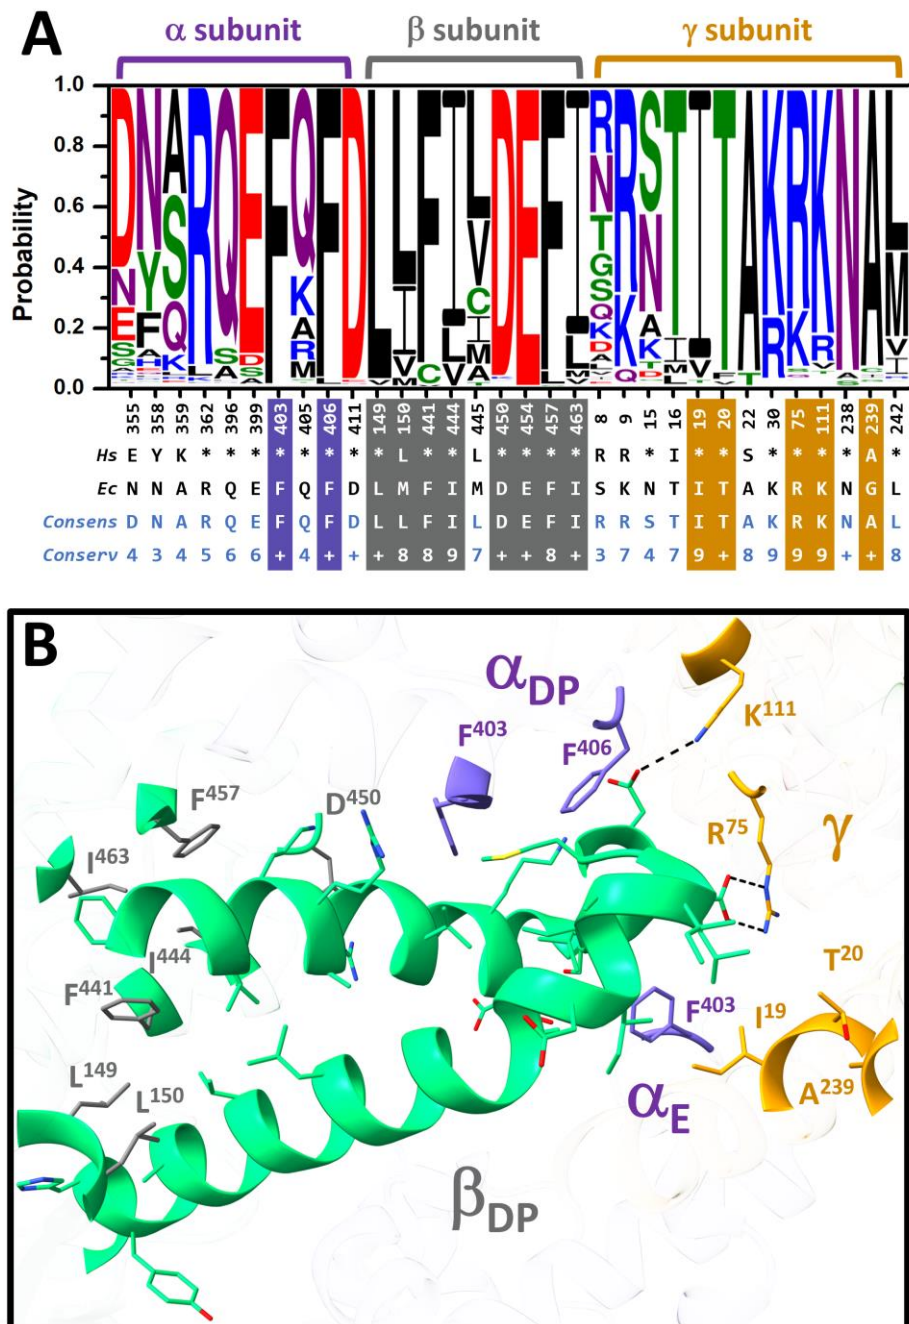 A
α subunit β subunit γ subunit
Probability
1.0
0.8
0.6
0.4
0.2
0.0
D N A R Q E F Q F D L L F I L D E F I R R S T I T A K R K N A L
355 358 359 362 396 399 403 405 406 411 149 150 441 444 445 450 454 457 463 8 9 15 16 19 20 22 30 75 111 238 239 242
Hs E Y K * * * * * * * * L * * L * * * * R R * I * * S * * * * A *
Ec N N A R Q E F Q F D L M F I M D E F I S K N T I T A K R K N G L
Consens D N A R Q E F Q F D L L F I L D E F I R R S T I T A K R K N A L
Conserv 4 3 4 5 6 6 + 4 + + + 8 8 9 7 + + 8 + 3 7 4 7 9 + 8 9 9 9 + + 8
B
αDP
K111
F403
F406
F457
D450
R75
γ
I463
I444
T20
F441
F403
I19
L149
L150
αE
A239
βDP